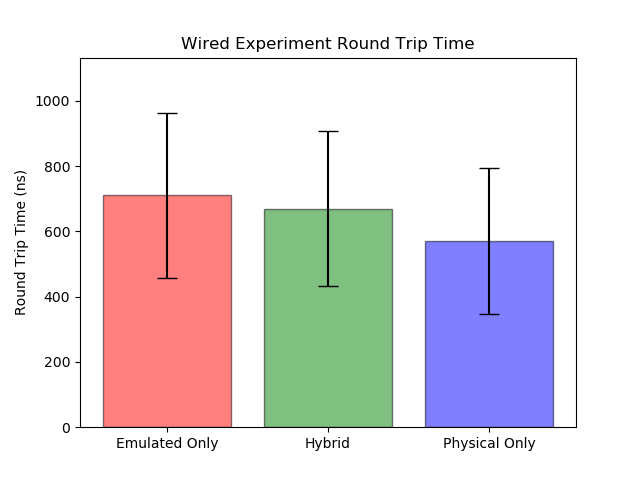 Wired Experiment Round Trip Time
Round Trip Time (ns)
1000
800
600
400
200
0
Emulated Only
Hybrid
Physical Only